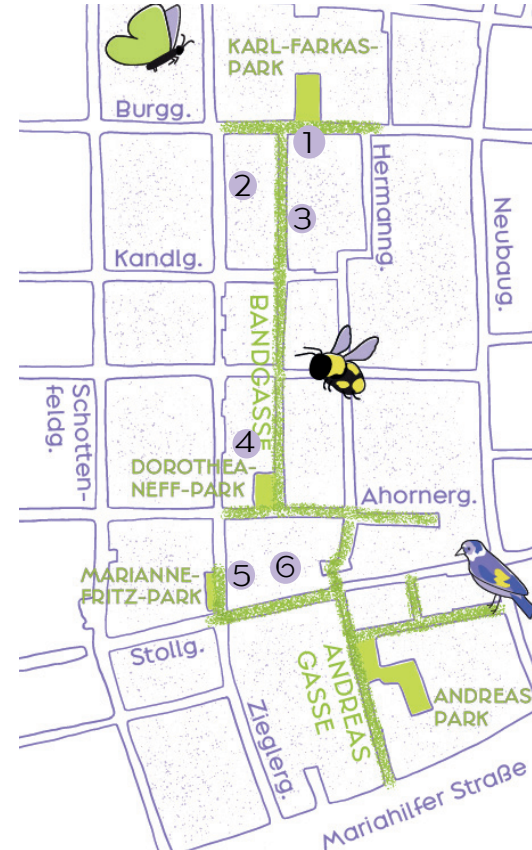 KARL-FARKAS-
PARK
Burgg.
1
Hermanng.
2
3
Neubaug.
Kandlg.
BANDGASSE
Schotten-
feldg.
4
DOROTHEA-
NEFF-PARK
Ahornerg.
MARIANNE-
FRITZ-PARK
5
6
Stollg.
ANDREAS
GASSE
Zieglerg.
ANDREAS
PARK
Mariahilfer Straße